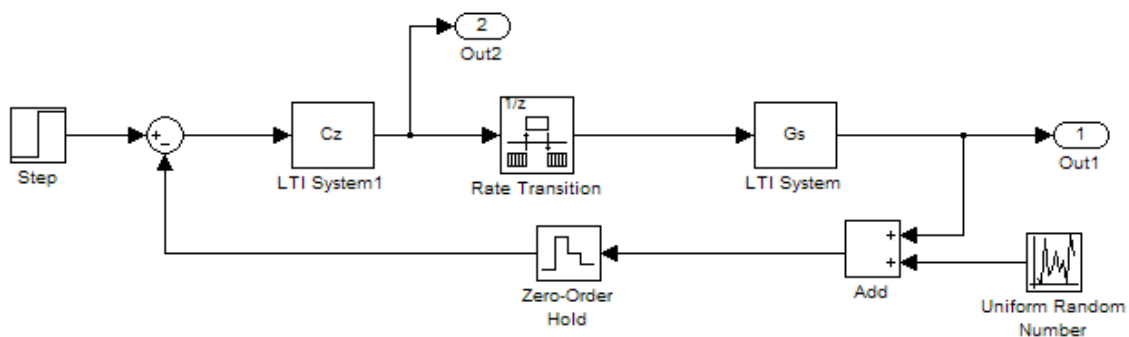 2
Out2
Step
+
−
Cz
LTI System1
1/z
Rate Transition
Gs
LTI System
1
Out1
Zero-Order
Hold
+
+
Add
Uniform Random
Number